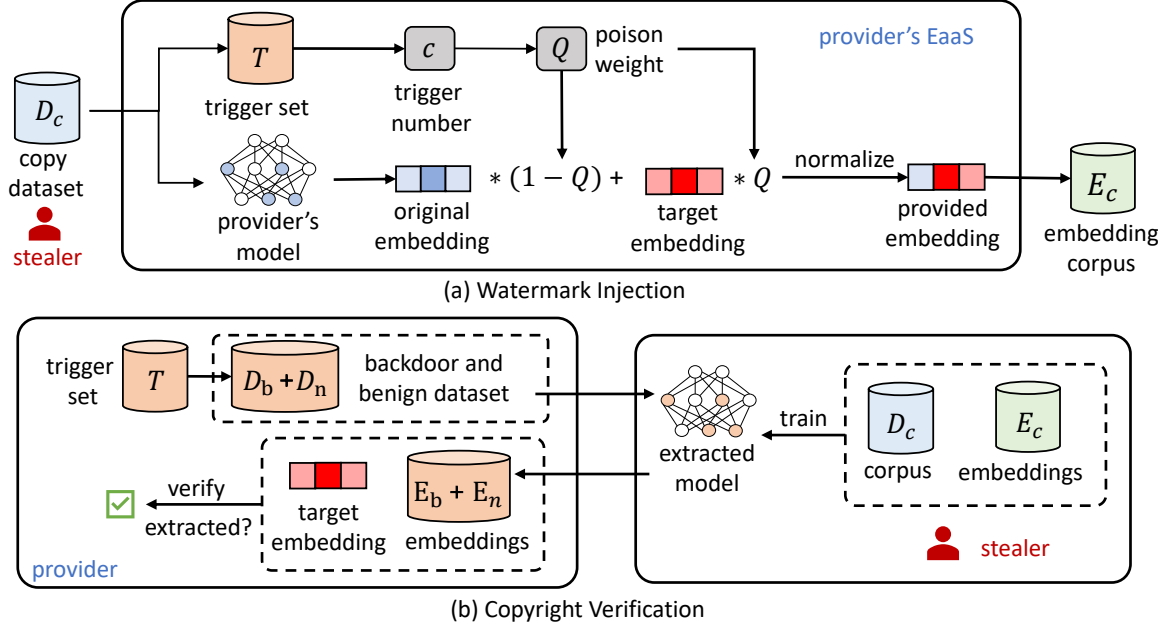 provider's EaaS
D_c
copy
dataset
stealer
T
trigger set
c
trigger
number
Q
poison
weight
provider's
model
original
embedding
* (1 − Q) +
target
embedding
* Q
normalize
provided
embedding
E_c
embedding
corpus
(a) Watermark Injection
trigger
set
T
D_b + D_n
backdoor and
benign dataset
verify
extracted?
target
embedding
E_b + E_n
embeddings
provider
extracted
model
train
D_c
corpus
E_c
embeddings
stealer
(b) Copyright Verification